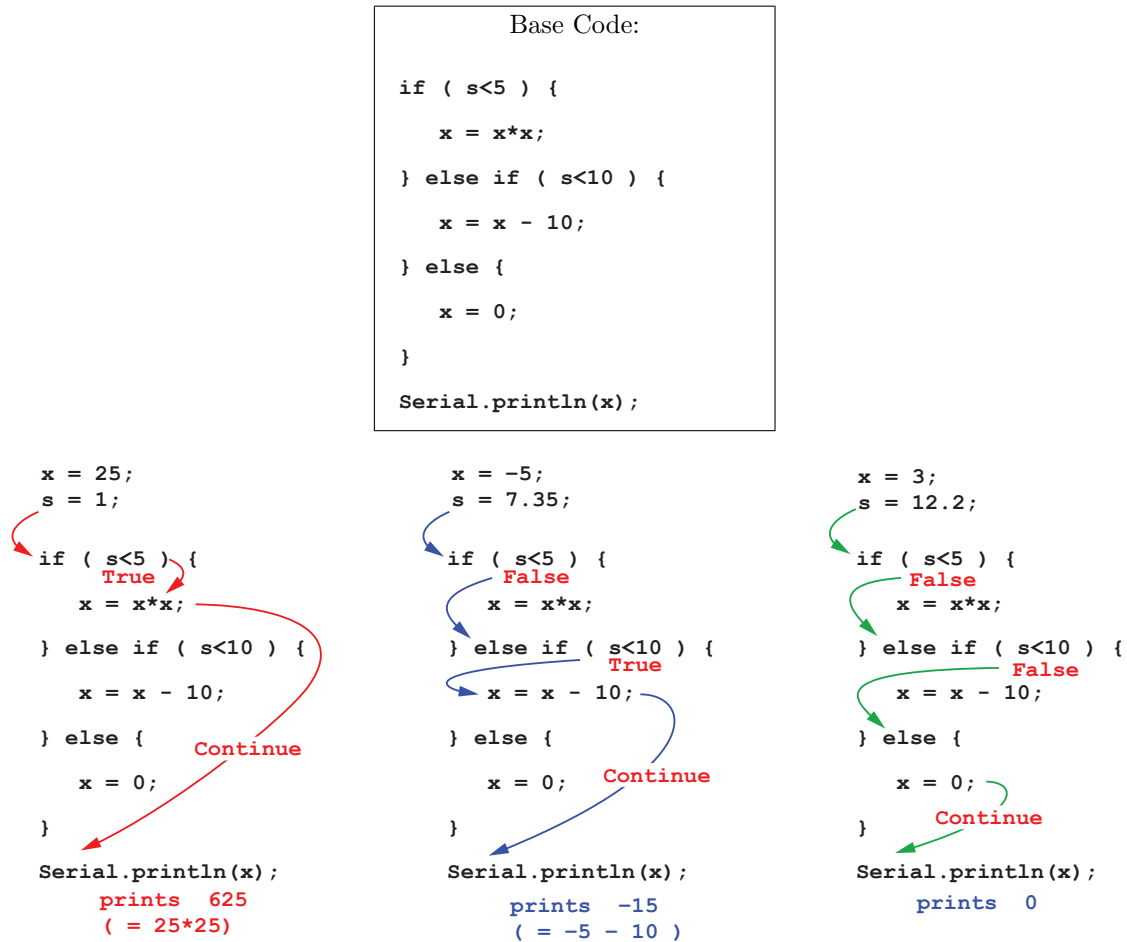 Base Code:
if ( s<5 ) {
x = x*x;
} else if ( s<10 ) {
x = x - 10;
} else {
x = 0;
}
Serial.println(x);
x = 25;
s = 1;
if ( s<5 ) {
True
x = x*x;
} else if ( s<10 ) {
x = x - 10;
} else {
Continue
x = 0;
}
Serial.println(x);
prints 625
( = 25*25)
x = -5;
s = 7.35;
if ( s<5 ) {
False
x = x*x;
} else if ( s<10 ) {
True
x = x - 10;
} else {
Continue
x = 0;
}
Serial.println(x);
prints -15
( = -5 - 10 )
x = 3;
s = 12.2;
if ( s<5 ) {
False
x = x*x;
} else if ( s<10 ) {
False
x = x - 10;
} else {
x = 0;
Continue
}
Serial.println(x);
prints 0